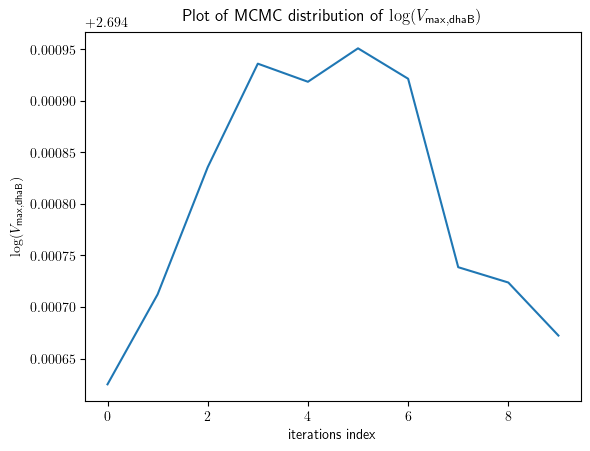 Plot of MCMC distribution of log(V_max,dhaB)
+2.694
0.00095
0.00090
0.00085
0.00080
0.00075
0.00070
0.00065
log(V_max,dhaB)
0 2 4 6 8
iterations index